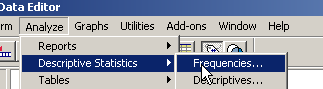 Data Editor
rm Analyze Graphs Utilities Add-ons Window Help
Reports
Descriptive Statistics Frequencies...
Tables Descriptives...